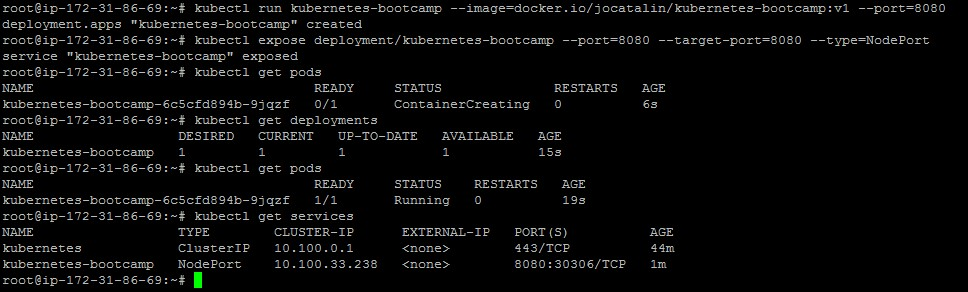 root@ip-172-31-86-69:~# kubectl run kubernetes-bootcamp --image=docker.io/jocatalin/kubernetes-bootcamp:v1 --port=8080
deployment.apps "kubernetes-bootcamp" created
root@ip-172-31-86-69:~# kubectl expose deployment/kubernetes-bootcamp --port=8080 --target-port=8080 --type=NodePort
service "kubernetes-bootcamp" exposed
root@ip-172-31-86-69:~# kubectl get pods
NAME READY STATUS RESTARTS AGE
kubernetes-bootcamp-6c5cfd894b-9jqzf 0/1 ContainerCreating 0 6s
root@ip-172-31-86-69:~# kubectl get deployments
NAME DESIRED CURRENT UP-TO-DATE AVAILABLE AGE
kubernetes-bootcamp 1 1 1 1 15s
root@ip-172-31-86-69:~# kubectl get pods
NAME READY STATUS RESTARTS AGE
kubernetes-bootcamp-6c5cfd894b-9jqzf 1/1 Running 0 19s
root@ip-172-31-86-69:~# kubectl get services
NAME TYPE CLUSTER-IP EXTERNAL-IP PORT(S) AGE
kubernetes ClusterIP 10.100.0.1 <none> 443/TCP 44m
kubernetes-bootcamp NodePort 10.100.33.238 <none> 8080:30306/TCP 1m
root@ip-172-31-86-69:~#